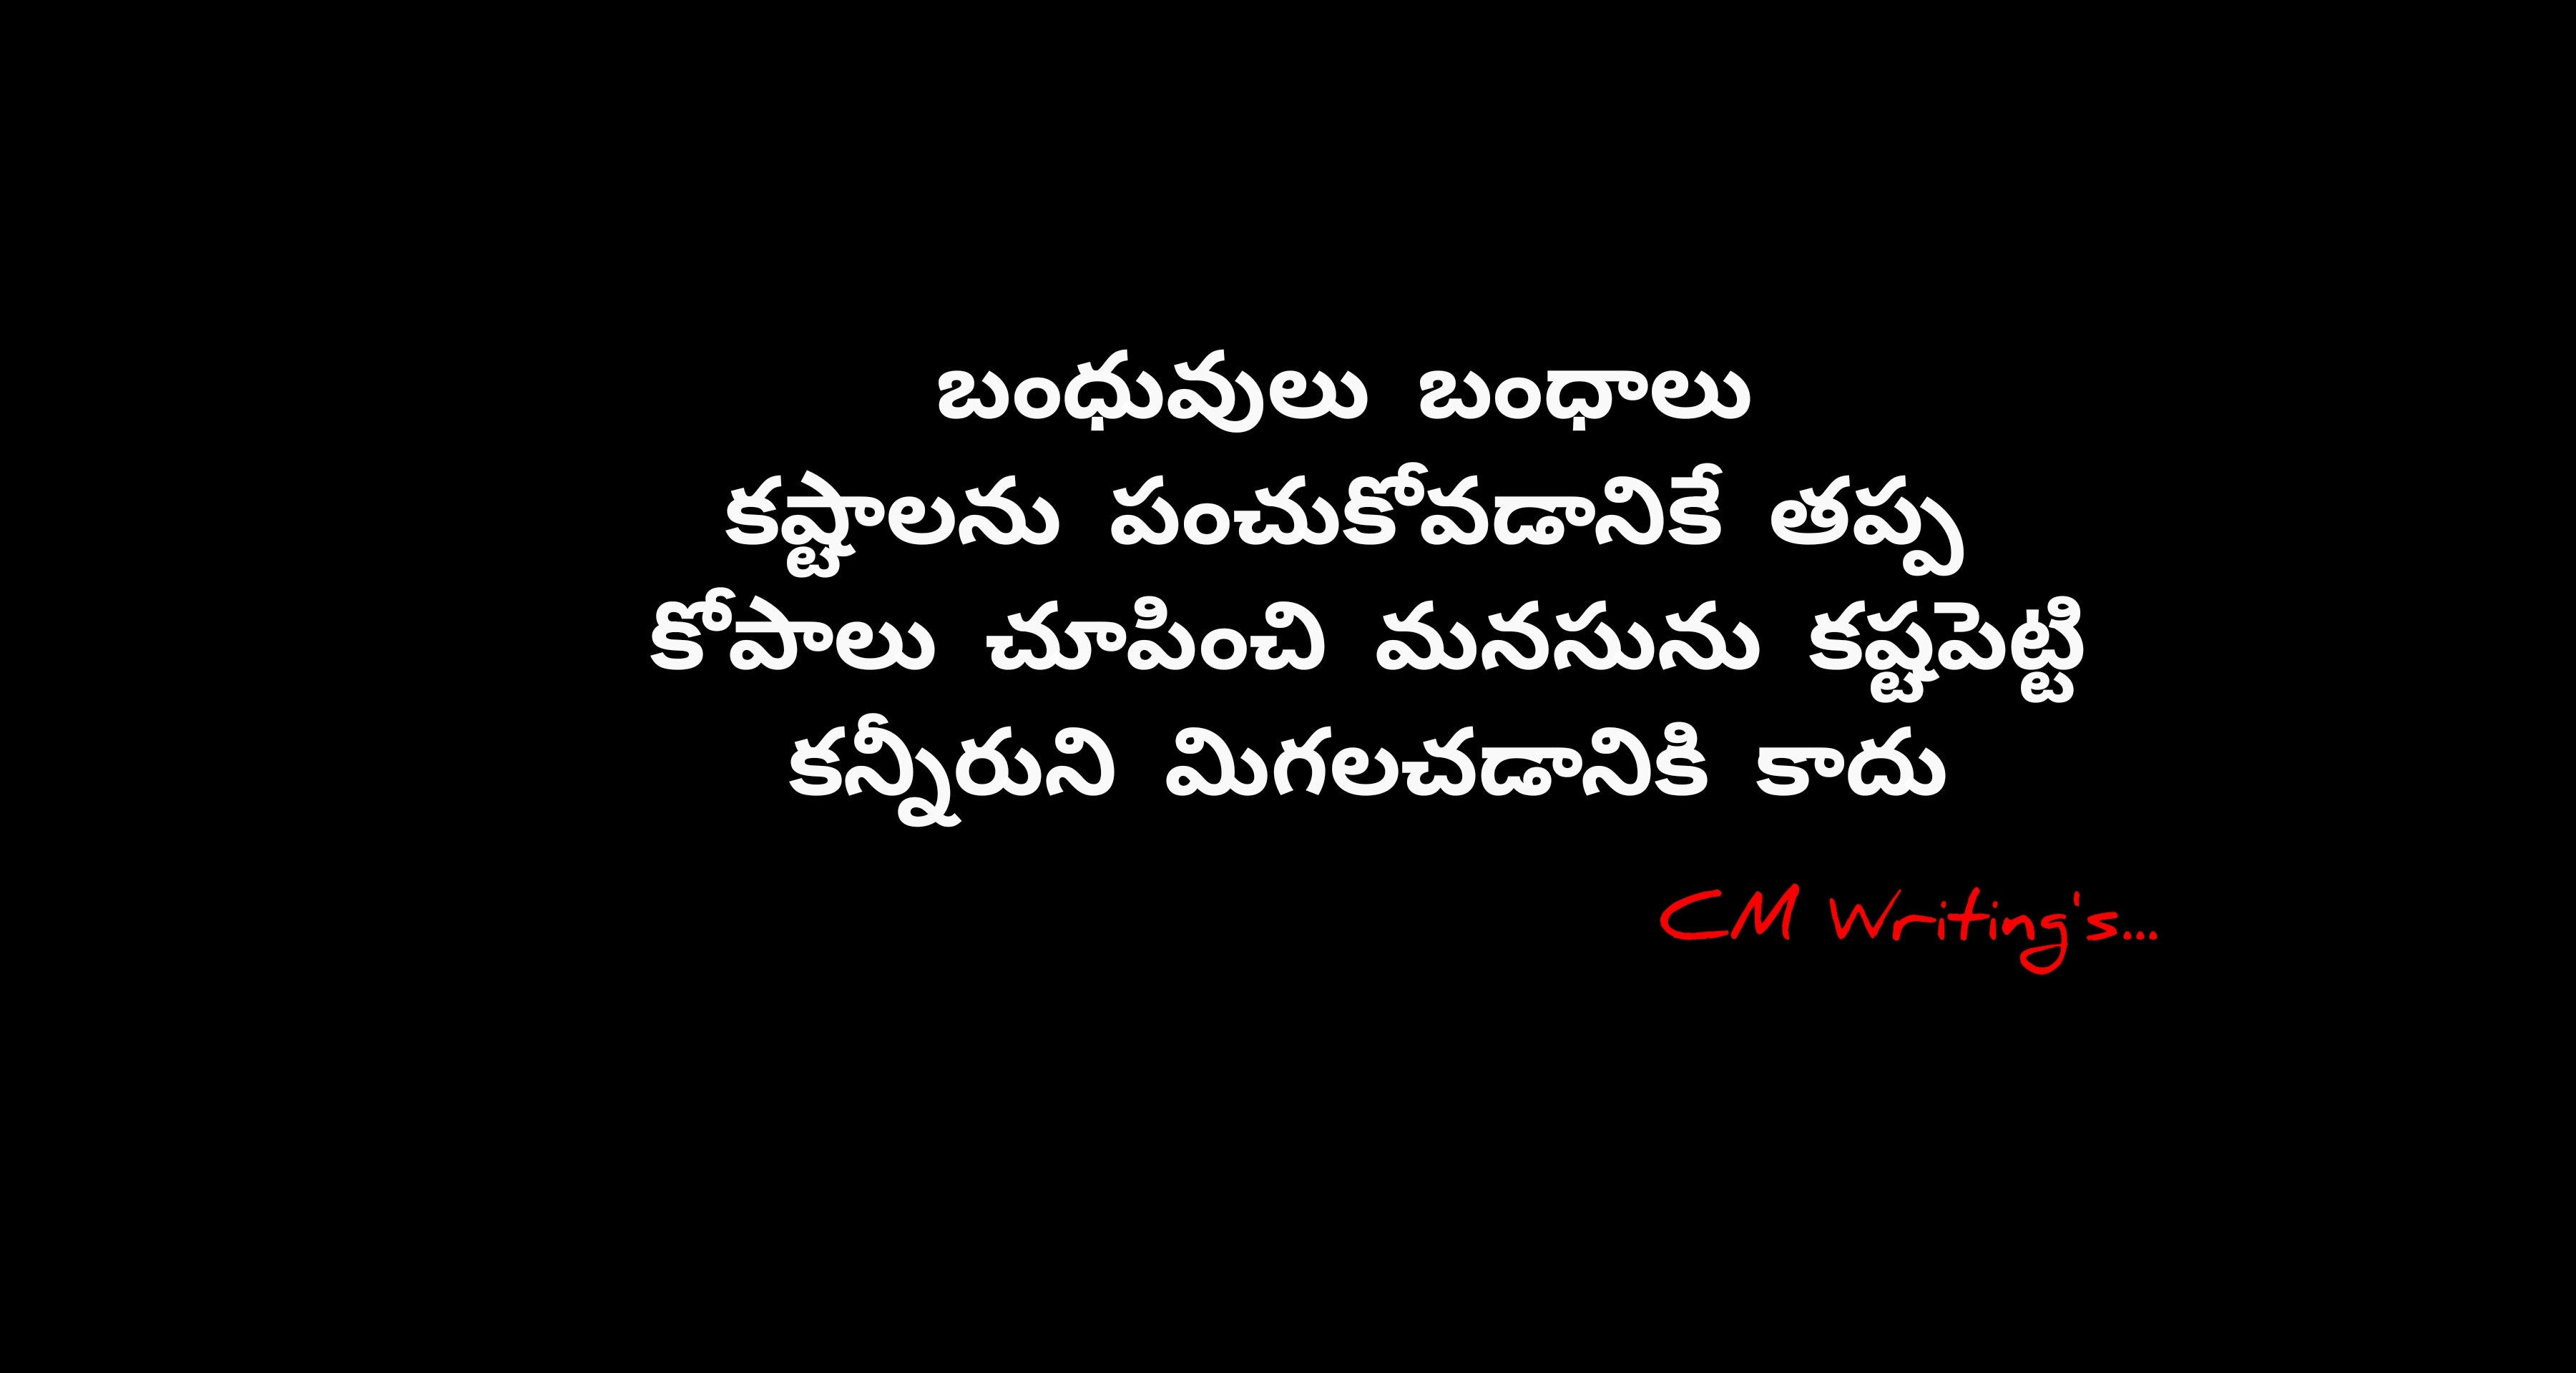 బంధువులు బంధాలు
కష్టాలను పంచుకోవడానికే తప్ప
కోపాలు చూపించి మనసును కష్టపెట్టి
కన్నీరుని మిగలచడానికి కాదు
CM Writing's...